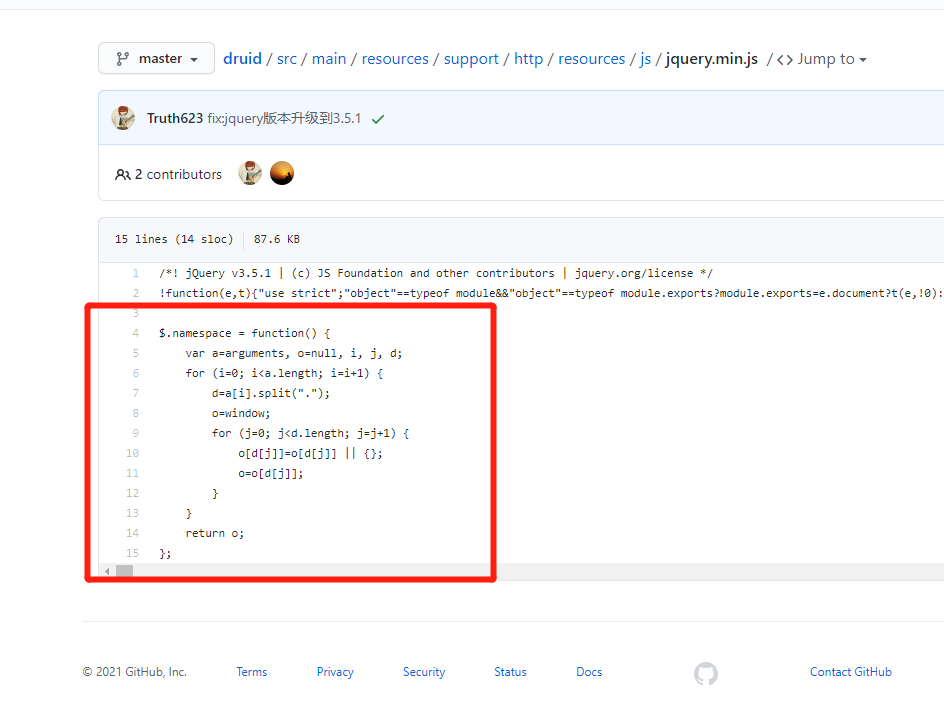 master druid / src / main / resources / support / http / resources / js / jquery.min.js / <> Jump to
Truth623 fix:jquery版本升级到3.5.1
2 contributors
15 lines (14 sloc) 87.6 KB
1 /*! jQuery v3.5.1 | (c) JS Foundation and other contributors | jquery.org/license */
2 !function(e,t){"use strict";"object"==typeof module&&"object"==typeof module.exports?module.exports=e.document?t(e,!0):
3
4 $.namespace = function() {
5     var a=arguments, o=null, i, j, d;
6     for (i=0; i<a.length; i=i+1) {
7         d=a[i].split(".");
8         o=window;
9         for (j=0; j<d.length; j=j+1) {
10             o[d[j]]=o[d[j]] || {};
11             o=o[d[j]];
12         }
13     }
14     return o;
15 };
© 2021 GitHub, Inc. Terms Privacy Security Status Docs Contact GitHub